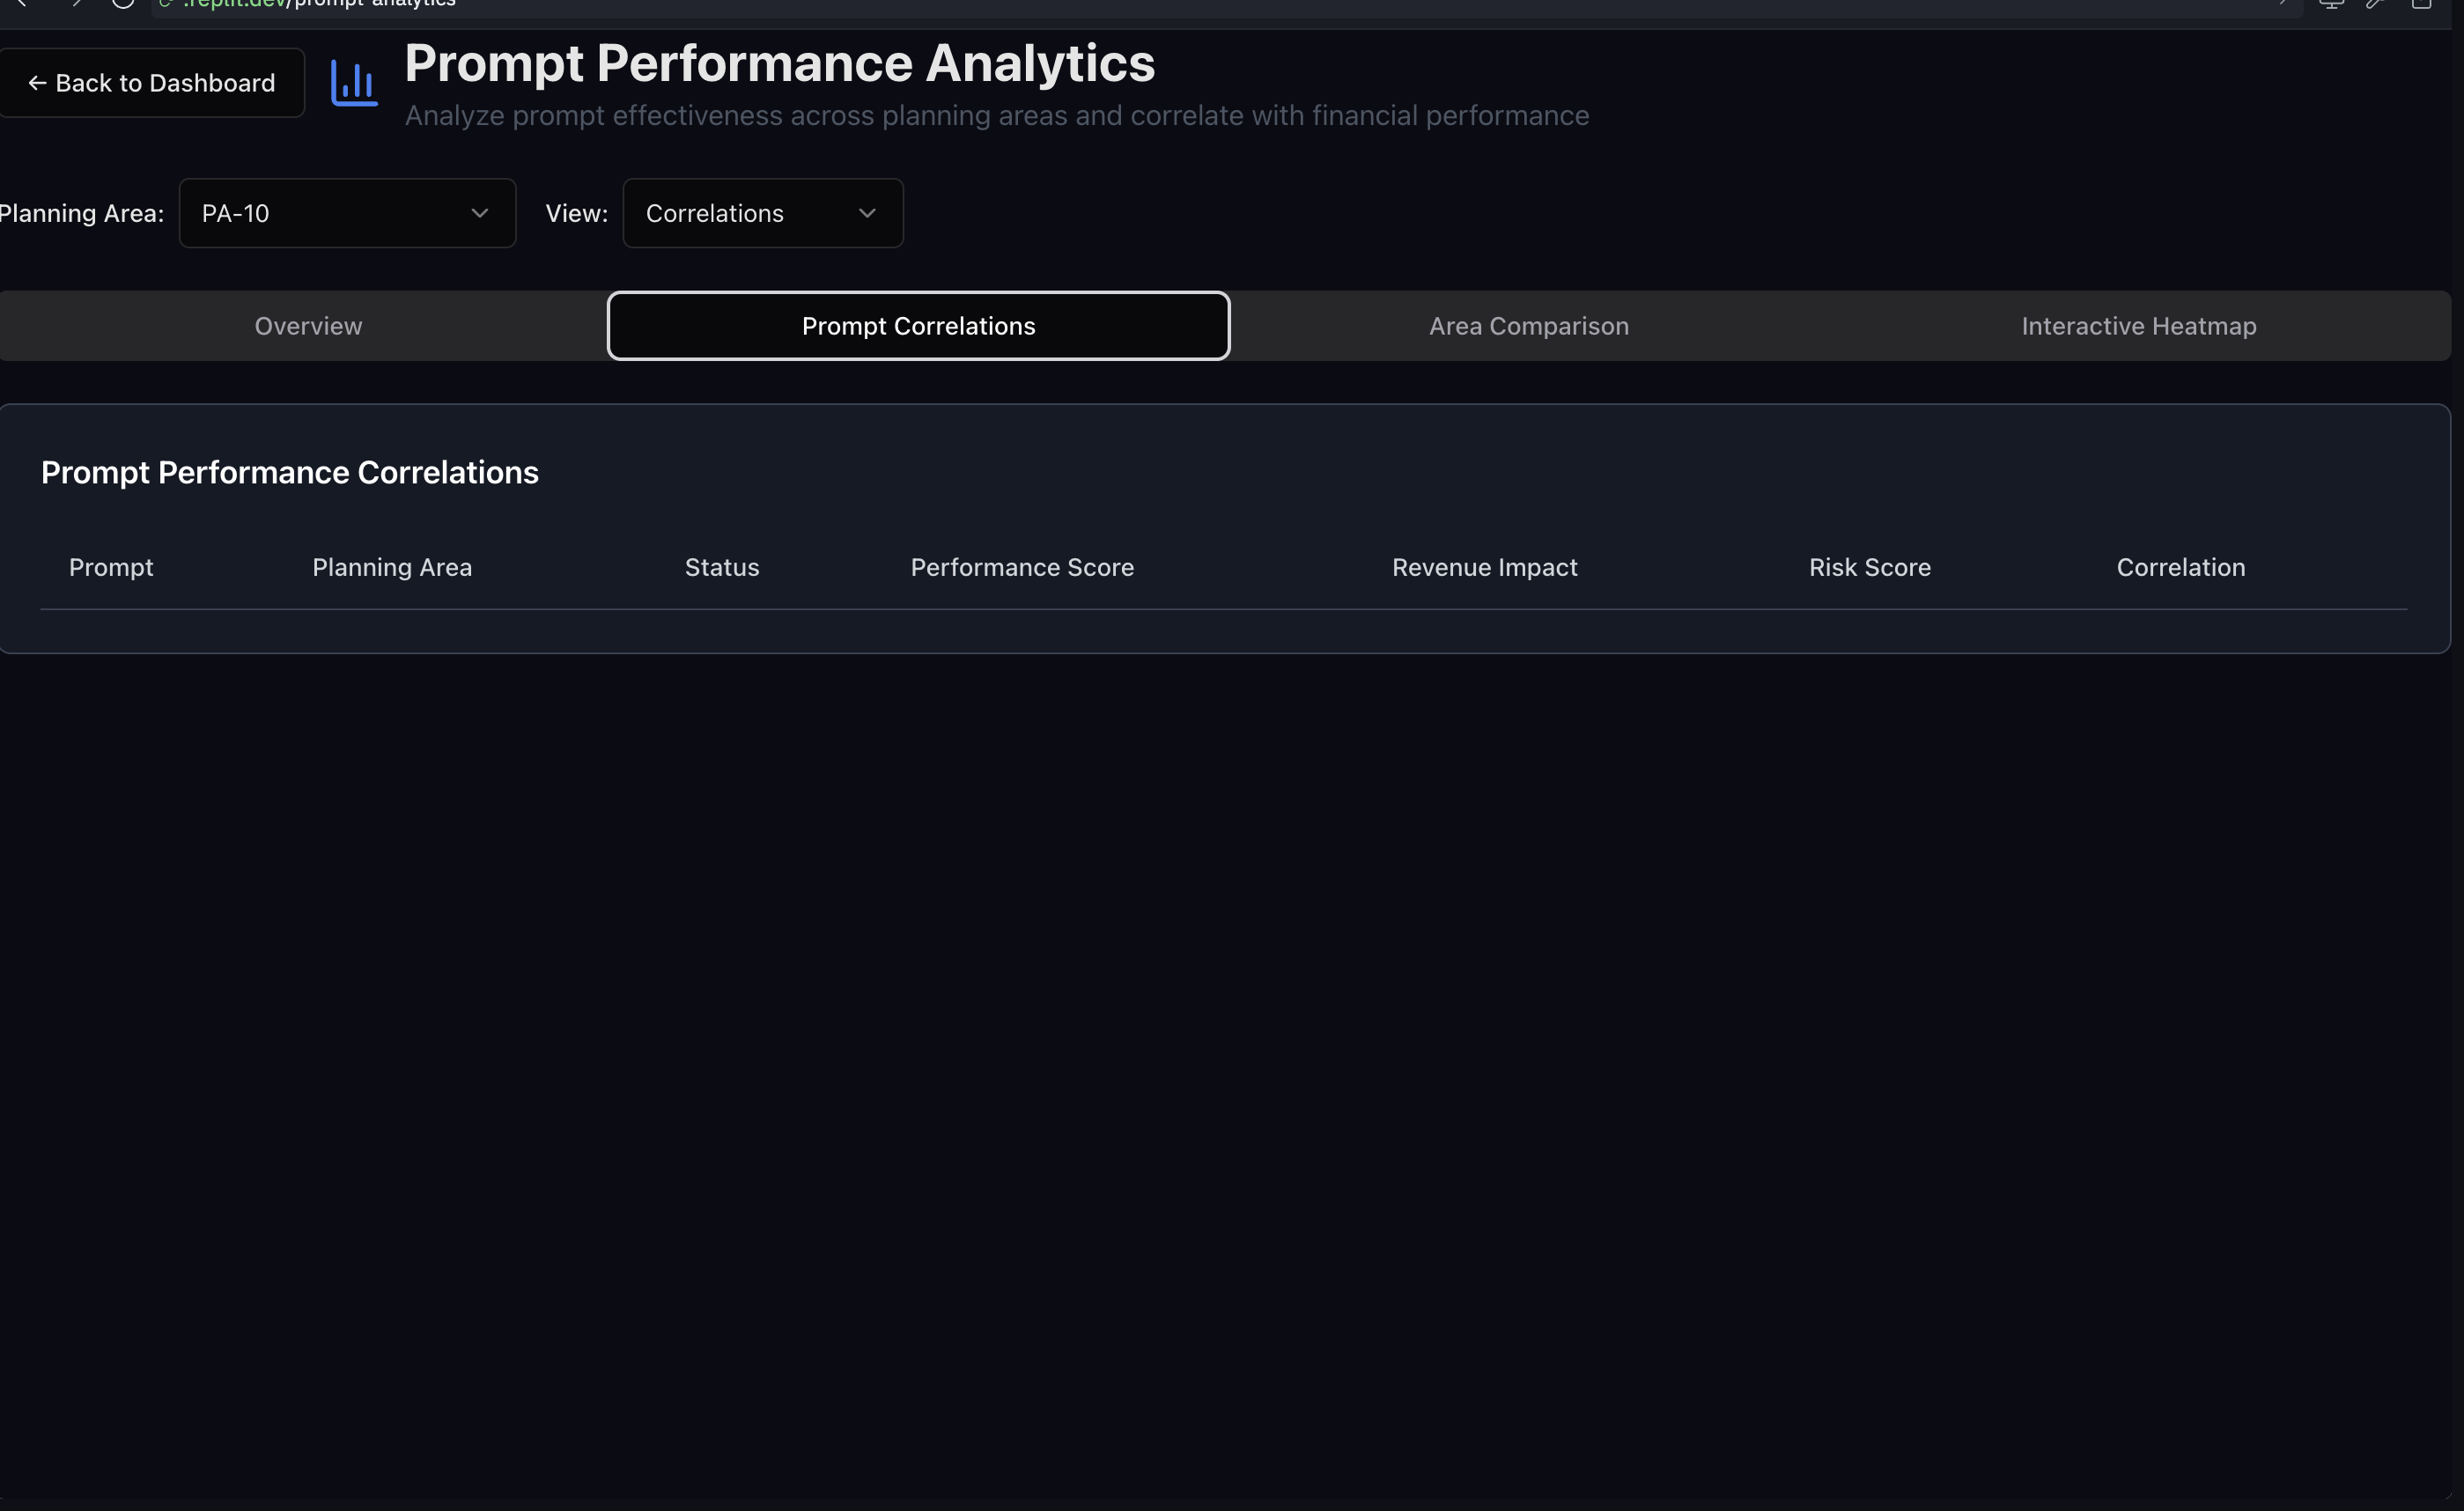 .replit.dev/prompt-analytics
← Back to Dashboard
Prompt Performance Analytics
Analyze prompt effectiveness across planning areas and correlate with financial performance
Planning Area:
PA-10
View:
Correlations
Overview
Prompt Correlations
Area Comparison
Interactive Heatmap
Prompt Performance Correlations
Prompt
Planning Area
Status
Performance Score
Revenue Impact
Risk Score
Correlation